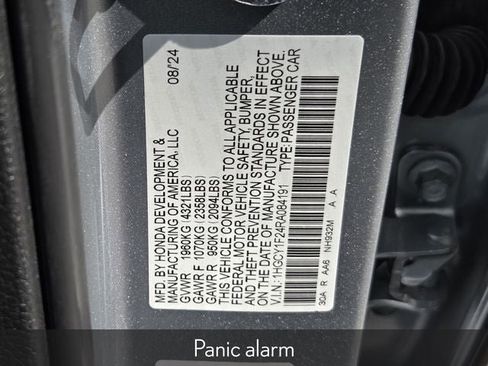 MFD. BY HONDA DEVELOPMENT & 08/'24
MANUFACTURING OF AMERICA, LLC
GVWR 1960KG (4321LBS)
GAWR F 1070KG (2358LBS)
GAWR R 950KG (2094LBS)
THIS VEHICLE CONFORMS TO ALL APPLICABLE
FEDERAL MOTOR VEHICLE SAFETY, BUMPER,
AND THEFT PREVENTION STANDARDS IN EFFECT
ON THE DATE OF MANUFACTURE SHOWN ABOVE.
V.I.N.: 1HGCY1F24RA084191 TYPE: PASSENGER CAR
30A R AA6 NH932M A A
Panic alarm